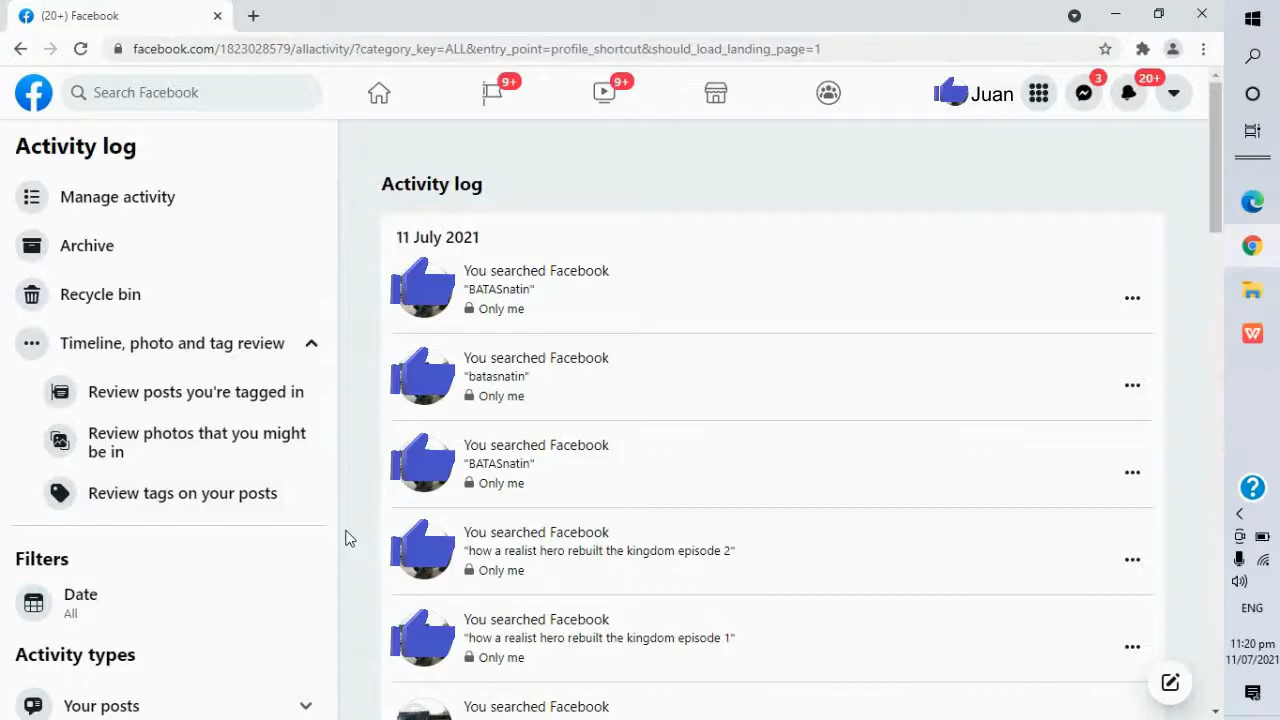 (20+) Facebook
facebook.com/1823028579/allactivity/?category_key=ALL&entry_point=profile_shortcut&should_load_landing_page=1
Search Facebook
9+
9+
Juan
3
20+
Activity log
Manage activity
Archive
Recycle bin
Timeline, photo and tag review
Review posts you're tagged in
Review photos that you might
be in
Review tags on your posts
Filters
Date
All
Activity types
Your posts
Activity log
11 July 2021
You searched Facebook
"BATASnatin"
Only me
You searched Facebook
"batasnatin"
Only me
You searched Facebook
"BATASnatin"
Only me
You searched Facebook
"how a realist hero rebuilt the kingdom episode 2"
Only me
You searched Facebook
"how a realist hero rebuilt the kingdom episode 1"
Only me
You searched Facebook
ENG
11:20 pm
11/07/2021